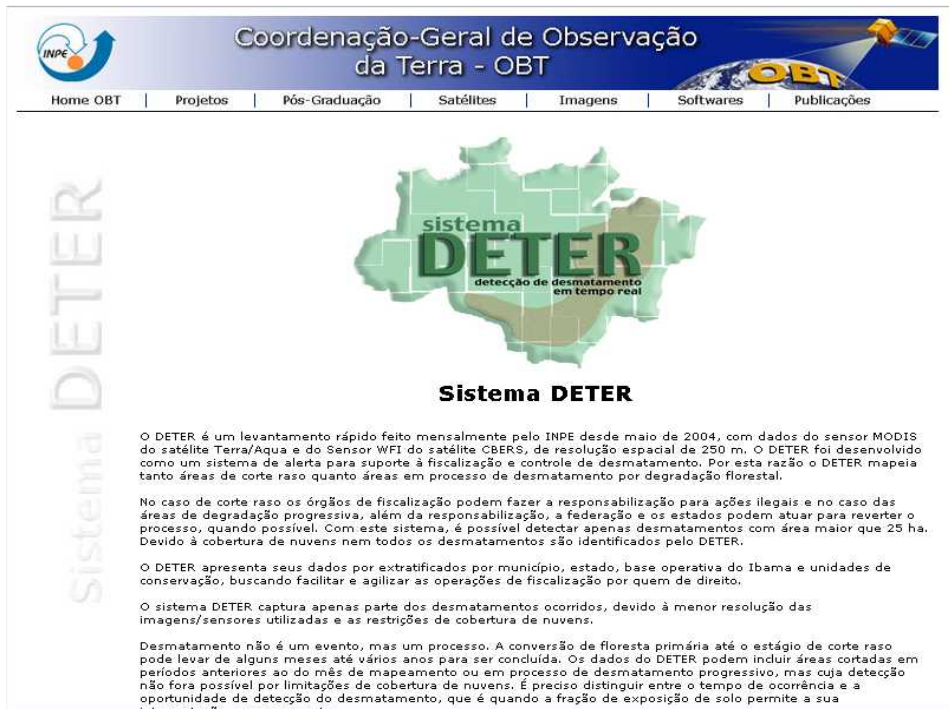 INPE
Coordenação-Geral de Observação
da Terra - OBT
OBT
Home OBT | Projetos | Pós-Graduação | Satélites | Imagens | Softwares | Publicações
Sistema DETER
sistema
DETER
detecção de desmatamento
em tempo real
Sistema DETER
O DETER é um levantamento rápido feito mensalmente pelo INPE desde maio de 2004, com dados do sensor MODIS
do satélite Terra/Aqua e do Sensor WFI do satélite CBERS, de resolução espacial de 250 m. O DETER foi desenvolvido
como um sistema de alerta para suporte à fiscalização e controle de desmatamento. Por esta razão o DETER mapeia
tanto áreas de corte raso quanto áreas em processo de desmatamento por degradação florestal.
No caso de corte raso os órgãos de fiscalização podem fazer a responsabilização para ações ilegais e no caso das
áreas de degradação progressiva, além da responsabilização, a federação e os estados podem atuar para reverter o
processo, quando possível. Com este sistema, é possível detectar apenas desmatamentos com área maior que 25 ha.
Devido à cobertura de nuvens nem todos os desmatamentos são identificados pelo DETER.
O DETER apresenta seus dados por extratificados por município, estado, base operativa do Ibama e unidades de
conservação, buscando facilitar e agilizar as operações de fiscalização por quem de direito.
O sistema DETER captura apenas parte dos desmatamentos ocorridos, devido à menor resolução das
imagens/sensores utilizadas e as restrições de cobertura de nuvens.
Desmatamento não é um evento, mas um processo. A conversão de floresta primária até o estágio de corte raso
pode levar de alguns meses até vários anos para ser concluída. Os dados do DETER podem incluir áreas cortadas em
períodos anteriores ao do mês de mapeamento ou em processo de desmatamento progressivo, mas cuja detecção
não fora possível por limitações de cobertura de nuvens. É preciso distinguir entre o tempo de ocorrência e a
oportunidade de detecção do desmatamento, que é quando a fração de exposição de solo permite a sua